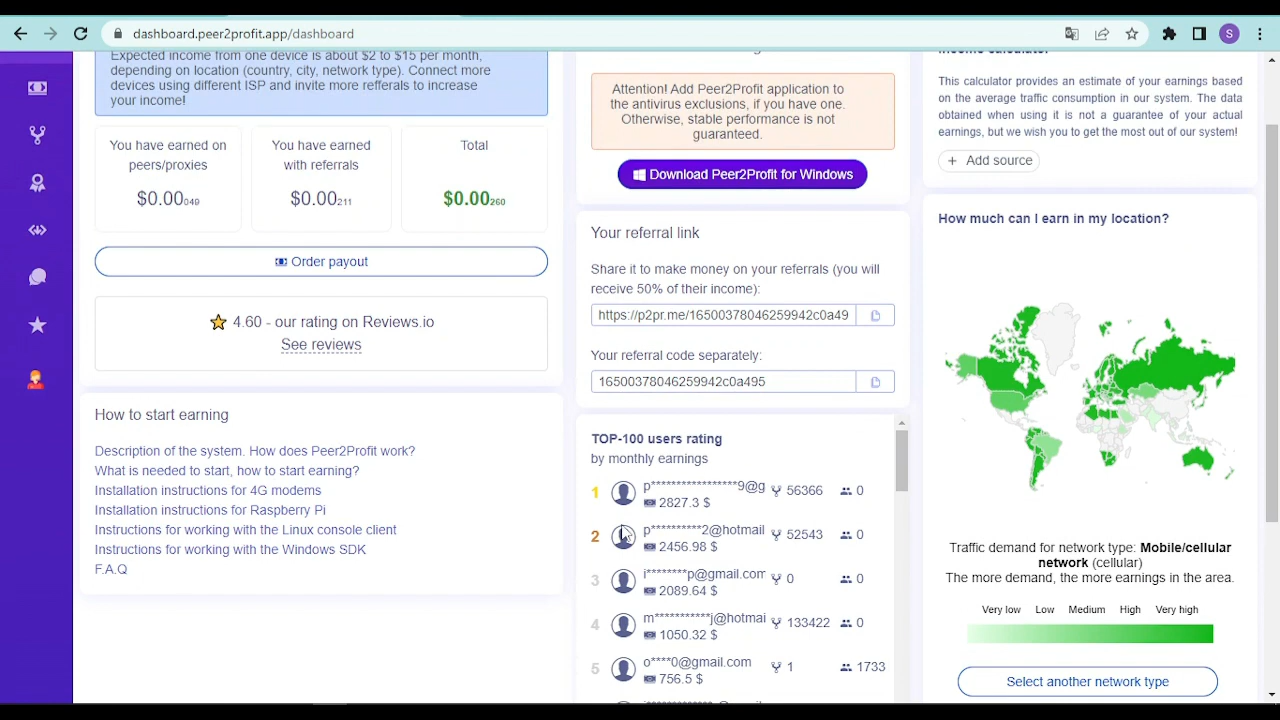 dashboard.peer2profit.app/dashboard
S
Expected income from one device is about $2 to $15 per month,
depending on location (country, city, network type). Connect more
devices using different ISP and invite more refferals to increase
your income!
You have earned on
peers/proxies
$0.00049
You have earned
with referrals
$0.00211
Total
$0.00260
Order payout
4.60 - our rating on Reviews.io
See reviews
How to start earning
Description of the system. How does Peer2Profit work?
What is needed to start, how to start earning?
Installation instructions for 4G modems
Installation instructions for Raspberry Pi
Instructions for working with the Linux console client
Instructions for working with the Windows SDK
F.A.Q
Attention! Add Peer2Profit application to
the antivirus exclusions, if you have one.
Otherwise, stable performance is not
guaranteed.
Download Peer2Profit for Windows
Your referral link
Share it to make money on your referrals (you will
receive 50% of their income):
https://p2pr.me/16500378046259942c0a49
Your referral code separately:
16500378046259942c0a495
TOP-100 users rating
by monthly earnings
1 p*****************9@g 56366 0
2827.3 $
2 p**********2@hotmail 52543 0
2456.98 $
3 i********p@gmail.com 0 0
2089.64 $
4 m***********j@hotmai 133422 0
1050.32 $
5 o****0@gmail.com 1 1733
756.5 $
Income calculator
This calculator provides an estimate of your earnings based
on the average traffic consumption in our system. The data
obtained when using it is not a guarantee of your actual
earnings, but we wish you to get the most out of our system!
+ Add source
How much can I earn in my location?
Traffic demand for network type: Mobile/cellular
network (cellular)
The more demand, the more earnings in the area.
Very low Low Medium High Very high
Select another network type